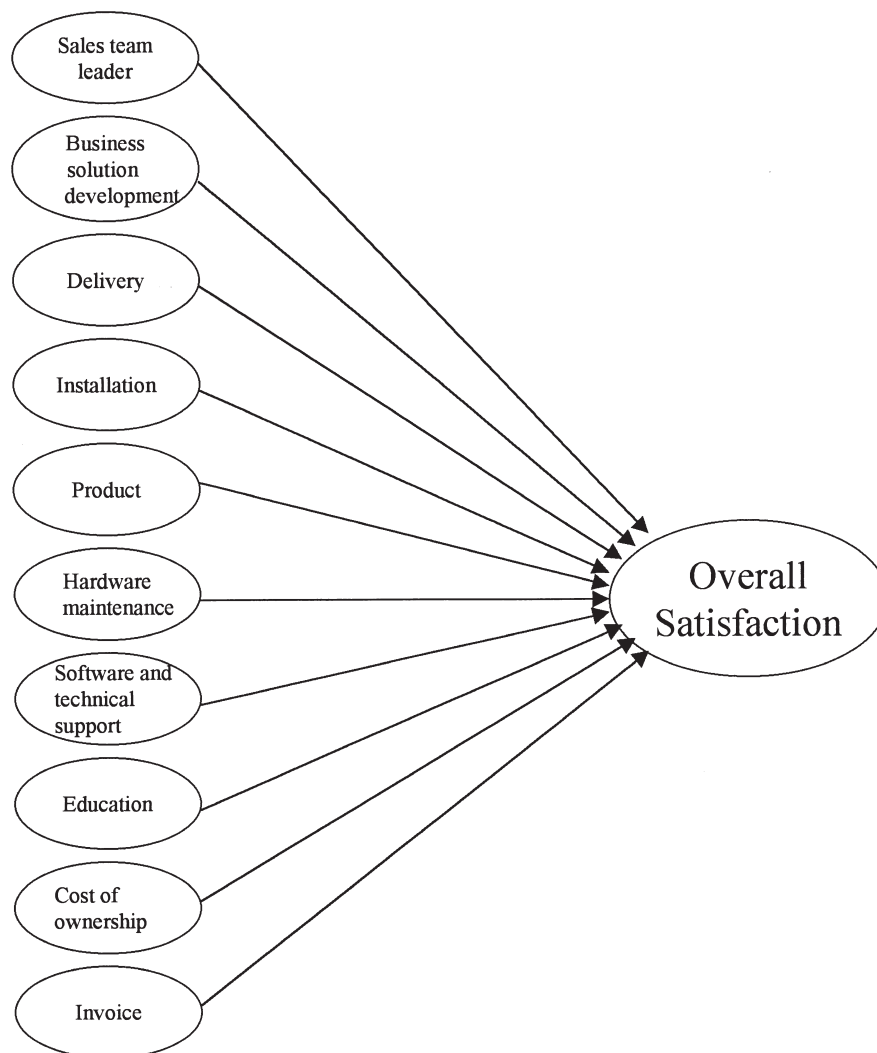 Sales team
leader
Business
solution
development
Delivery
Installation
Product
Hardware
maintenance
Software and
technical
support
Education
Cost of
ownership
Invoice
Overall
Satisfaction